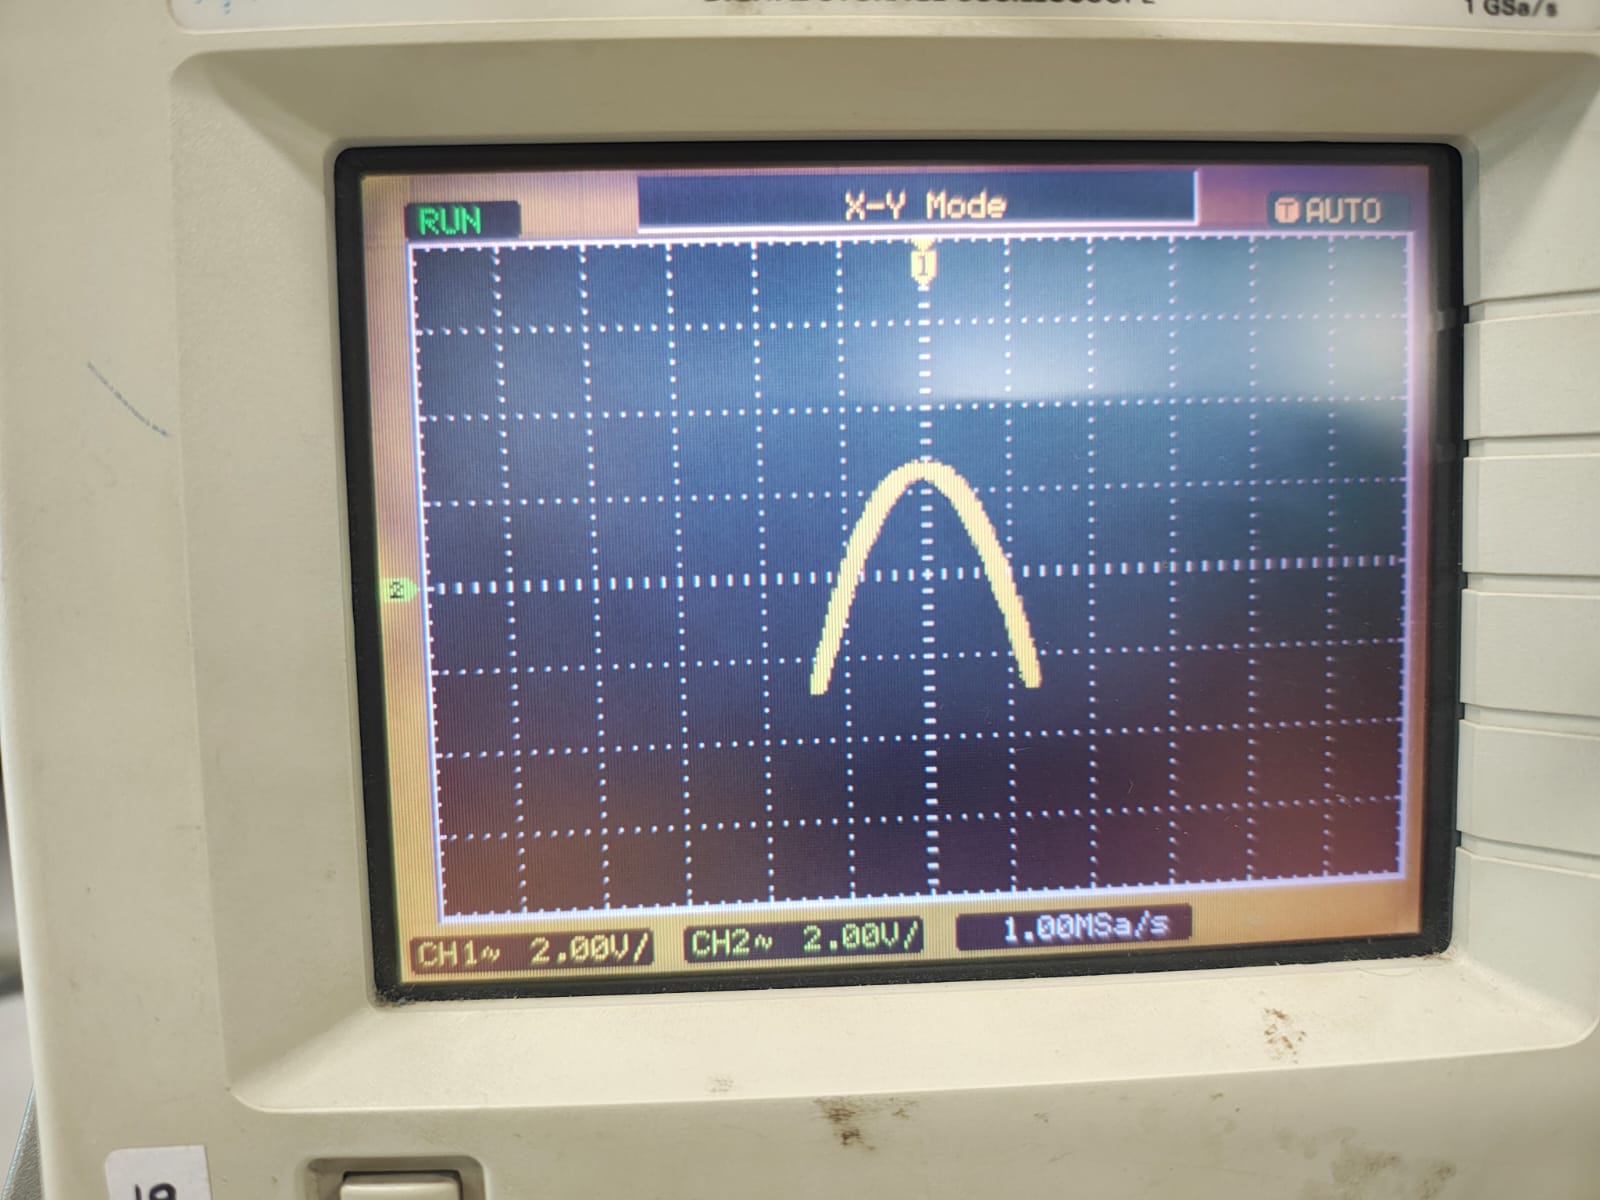 1 GSa/s
X-Y Mode
RUN
T AUTO
1
2
CH1~ 2.00V/ CH2~ 2.00V/ 1.00MSa/s